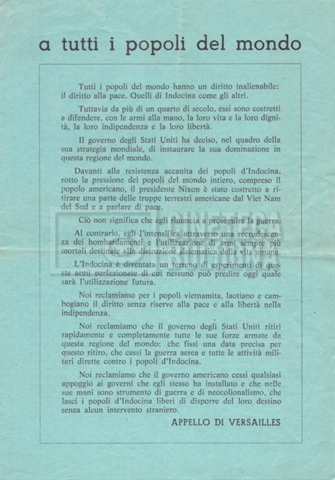 a tutti i popoli del mondo
Tutti i popoli del mondo hanno un diritto inalienabile:
il diritto alla pace. Quelli di Indocina come gli altri.
Tuttavia da più di un quarto di secolo, essi sono costretti
a difendere, con le armi alla mano, la loro vita e la loro digni-
tà, la loro indipendenza e la loro libertà.
Il governo degli Stati Uniti ha deciso, nel quadro della
sua strategia mondiale, di instaurare la sua dominazione in
questa regione del mondo.
Davanti alla resistenza accanita dei popoli d'Indocina,
sotto la pressione dei popoli del mondo intiero, compreso il
popolo americano, il presidente Nixon è stato costretto a ri-
tirare una parte delle truppe terrestri americane dal Viet Nam
del Sud e a parlare di pace.
Ciò non significa che egli rinuncia a proseguire la guerra.
Al contrario, egli l'intensifica attraverso una recrudescen-
za dei bombardamenti e l'utilizzazione di armi sempre più
mortali destinate alla distruzione sistematica della vita umana.
L'Indocina è diventata un terreno di esperimenti di que-
ste armi perfezionate di cui nessuno può predire oggi quale
sarà l'utilizzazione futura.
Noi reclamiamo per i popoli vietnamita, laotiano e cam-
bogiano il diritto senza riserve alla pace e alla libertà nella
indipendenza.
Noi reclamiamo che il governo degli Stati Uniti ritiri
rapidamente e completamente tutte le sue forze armate da
questa regione del mondo: che fissi una data precisa per
questo ritiro, che cessi la guerra aerea e tutte le attività mili-
tari dirette contro i popoli d'Indocina.
Noi reclamiamo che il governo americano cessi qualsiasi
appoggio ai governi che egli stesso ha installato e che nelle
sue mani sono strumento di guerra e di neocolonialismo, che
lasci i popoli d'Indocina liberi di disporre del loro destino
senza alcun intervento straniero.
APPELLO DI VERSAILLES